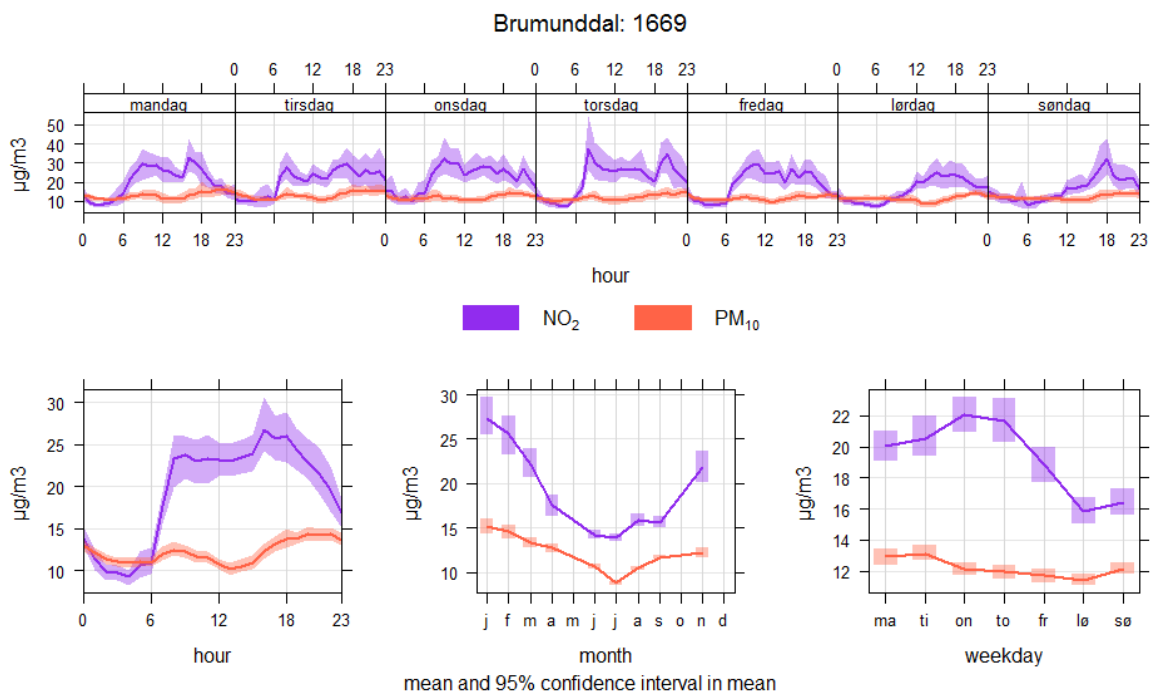 Brumunddal: 1669
0 6 12 18 23 0 6 12 18 23 0 6 12 18 23
mandag tirsdag onsdag torsdag fredag lørdag søndag
50
40
30
20
10
µg/m3
0 6 12 18 23 0 6 12 18 23 0 6 12 18 23 0 6 12 18 23
hour
NO2 PM10
30
25
20
15
10
µg/m3
0 6 12 18 23
hour
30
25
20
15
10
µg/m3
j f m a m j j a s o n d
month
22
20
18
16
14
12
µg/m3
ma ti on to fr lø sø
weekday
mean and 95% confidence interval in mean